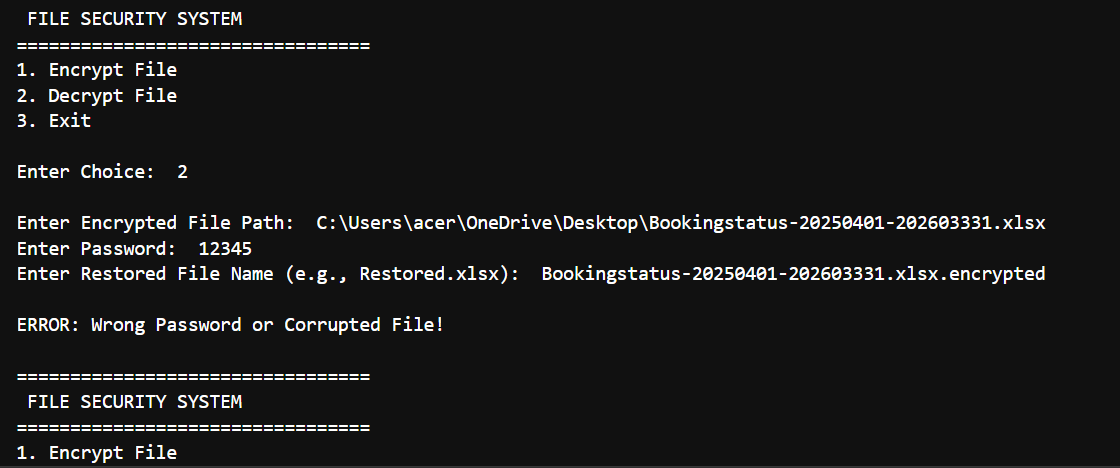 FILE SECURITY SYSTEM
=================================
1. Encrypt File
2. Decrypt File
3. Exit
Enter Choice:  2
Enter Encrypted File Path:  C:\Users\acer\OneDrive\Desktop\Bookingstatus-20250401-202603331.xlsx
Enter Password:  12345
Enter Restored File Name (e.g., Restored.xlsx):  Bookingstatus-20250401-202603331.xlsx.encrypted
ERROR: Wrong Password or Corrupted File!
=================================
FILE SECURITY SYSTEM
=================================
1. Encrypt File